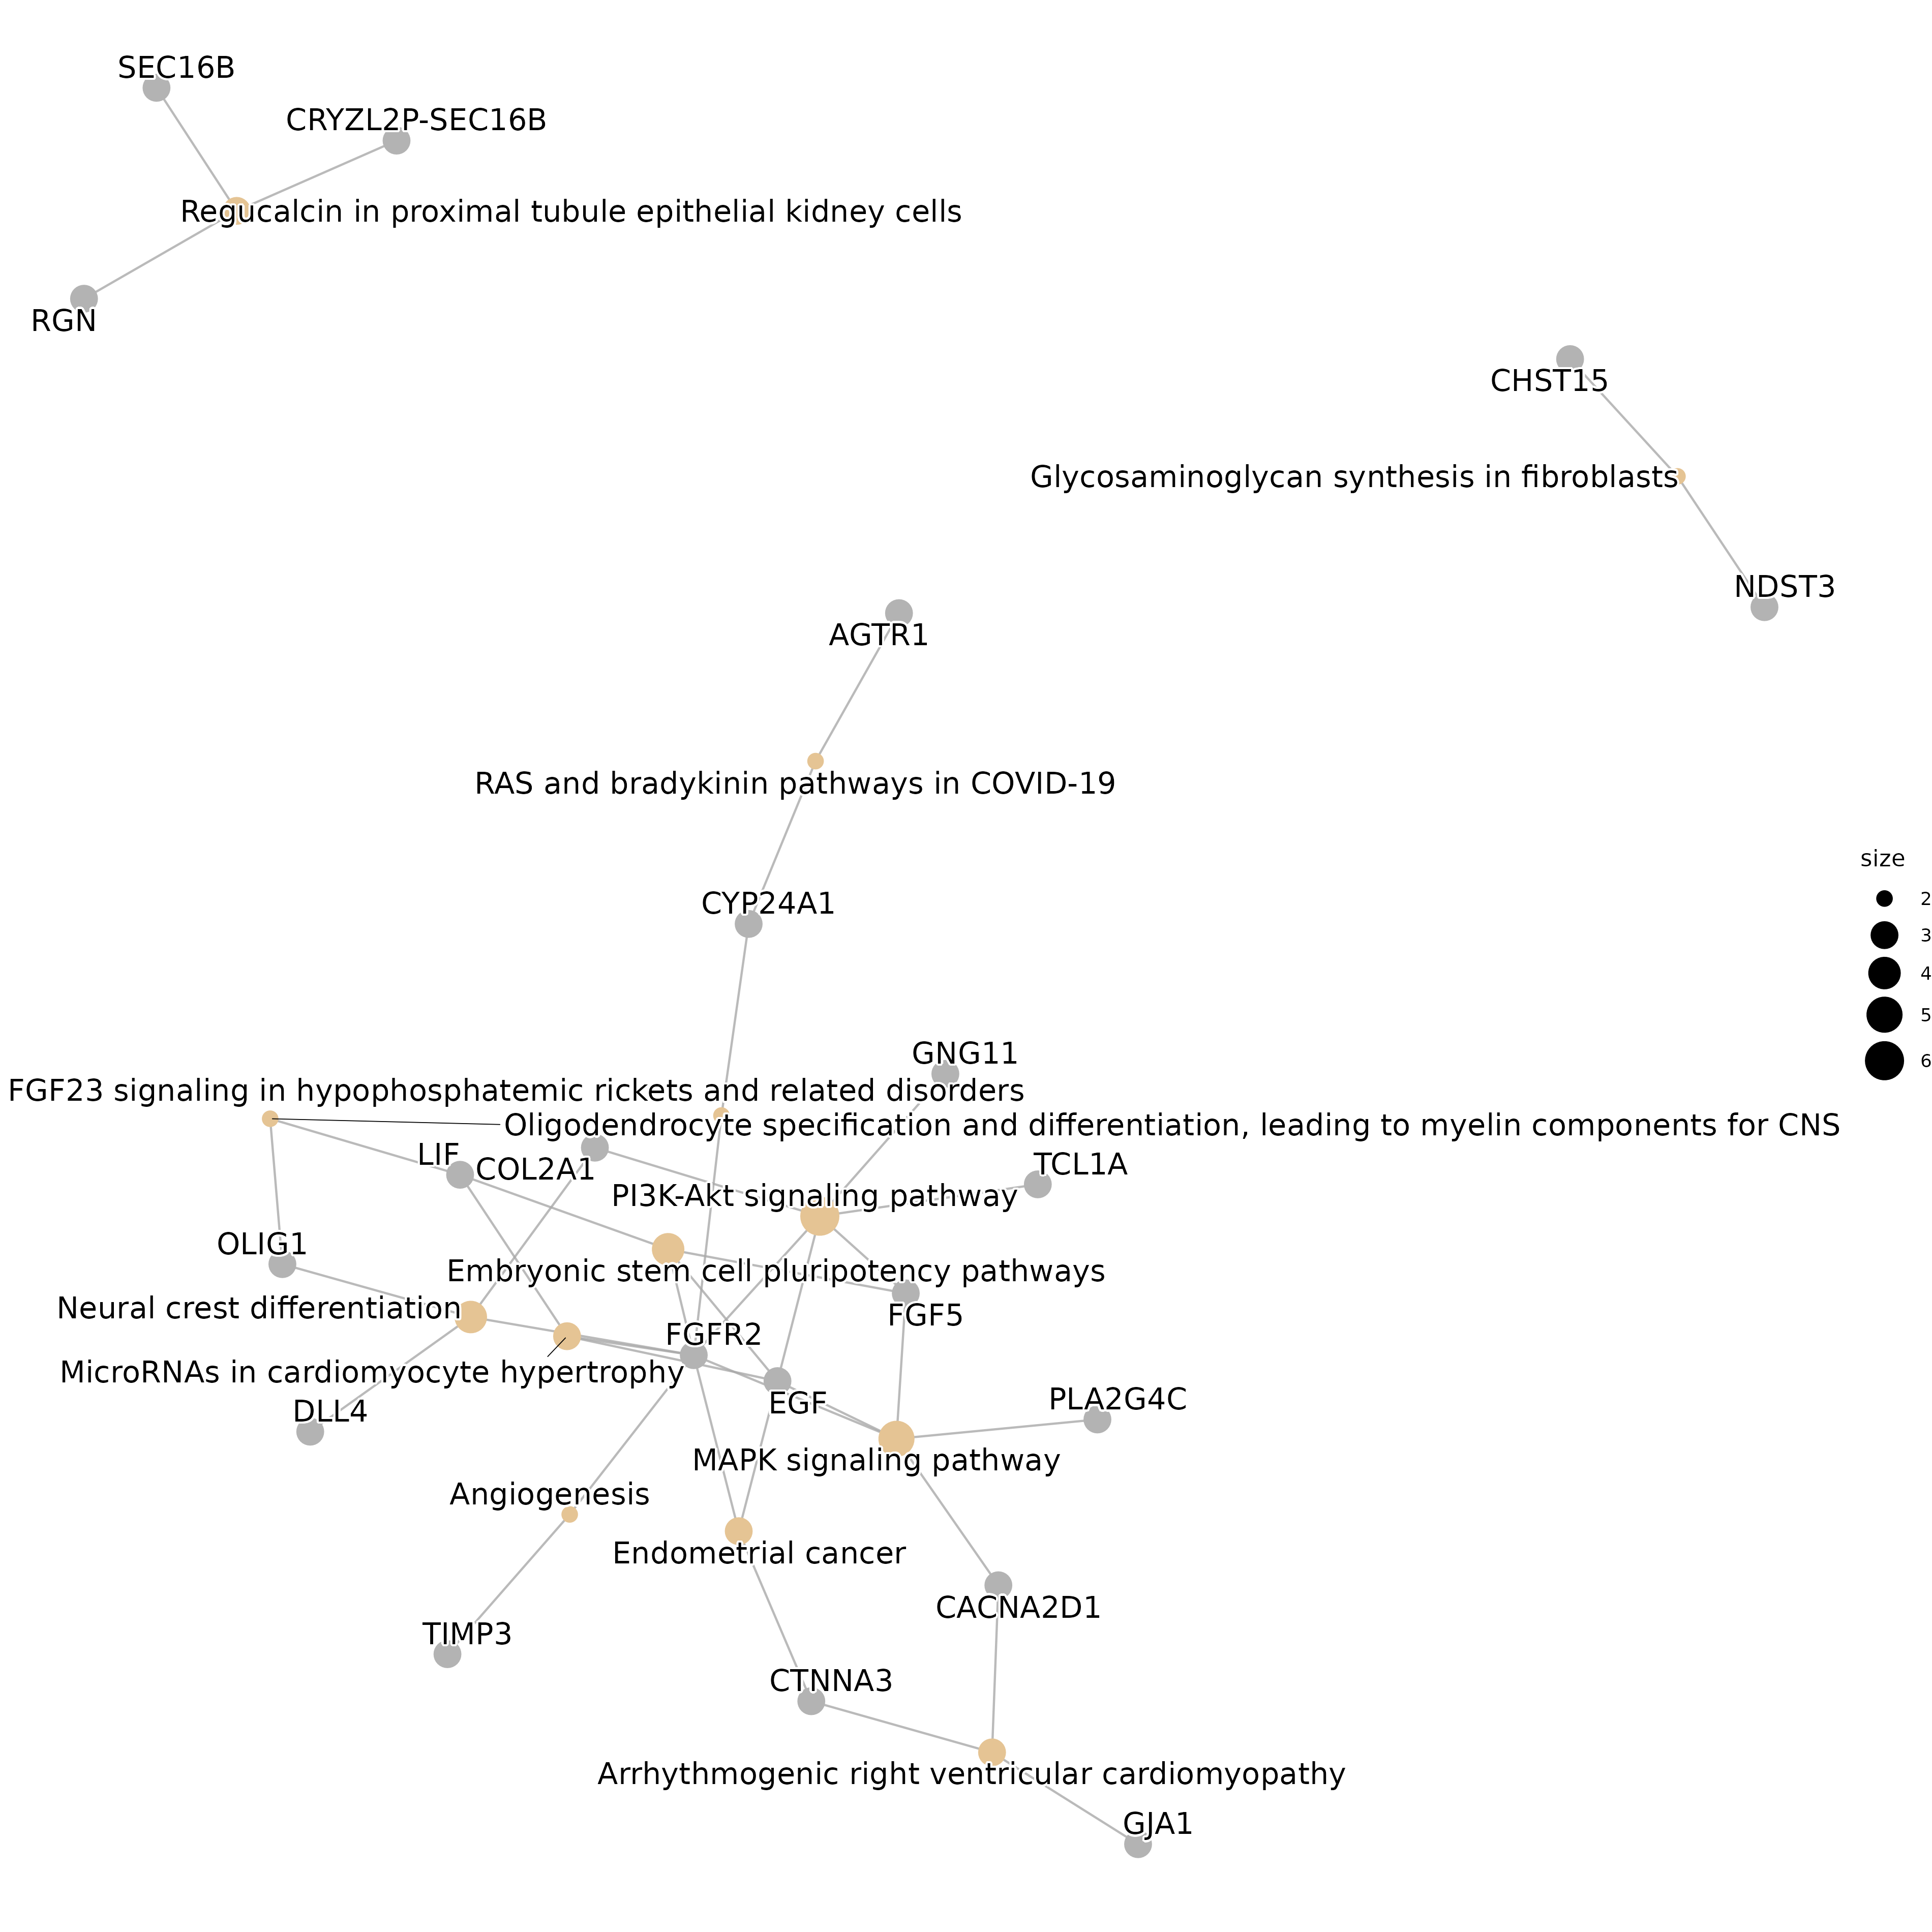 SEC16B
CRYZL2P-SEC16B
Regucalcin in proximal tubule epithelial kidney cells
RGN
CHST15
Glycosaminoglycan synthesis in fibroblasts
NDST3
AGTR1
RAS and bradykinin pathways in COVID-19
size
2
3
4
5
6
CYP24A1
GNG11
FGF23 signaling in hypophosphatemic rickets and related disorders
Oligodendrocyte specification and differentiation, leading to myelin components for CNS
LIF
COL2A1
TCL1A
PI3K-Akt signaling pathway
OLIG1
Embryonic stem cell pluripotency pathways
Neural crest differentiation
FGF5
FGFR2
MicroRNAs in cardiomyocyte hypertrophy
EGF
PLA2G4C
DLL4
MAPK signaling pathway
Angiogenesis
Endometrial cancer
CACNA2D1
TIMP3
CTNNA3
Arrhythmogenic right ventricular cardiomyopathy
GJA1